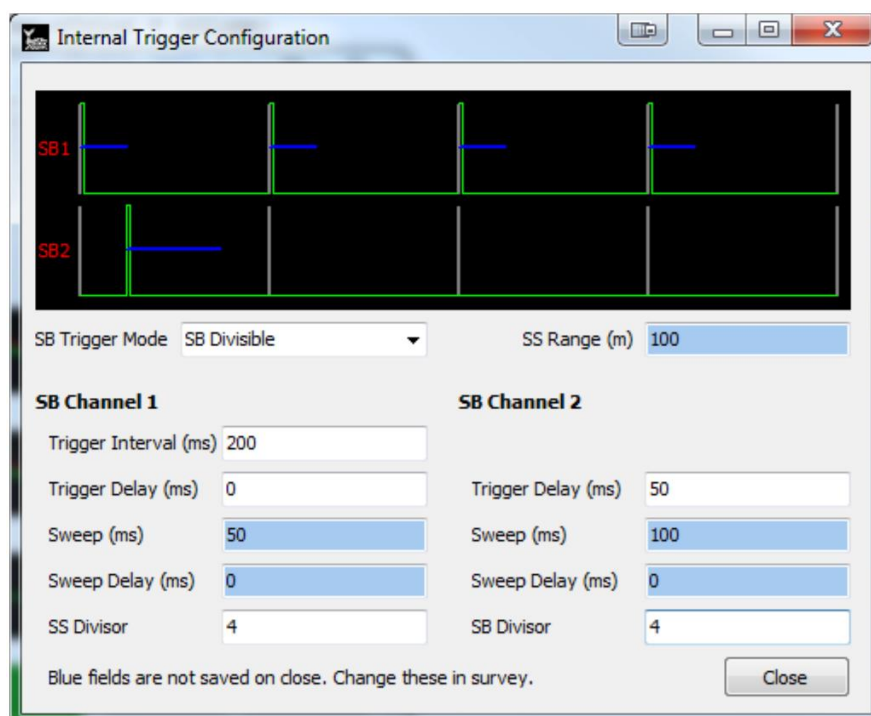 Internal Trigger Configuration
SB1
SB2
SB Trigger Mode SB Divisible SS Range (m) 100
SB Channel 1 SB Channel 2
Trigger Interval (ms) 200
Trigger Delay (ms) 0 Trigger Delay (ms) 50
Sweep (ms) 50 Sweep (ms) 100
Sweep Delay (ms) 0 Sweep Delay (ms) 0
SS Divisor 4 SB Divisor 4
Blue fields are not saved on close. Change these in survey. Close